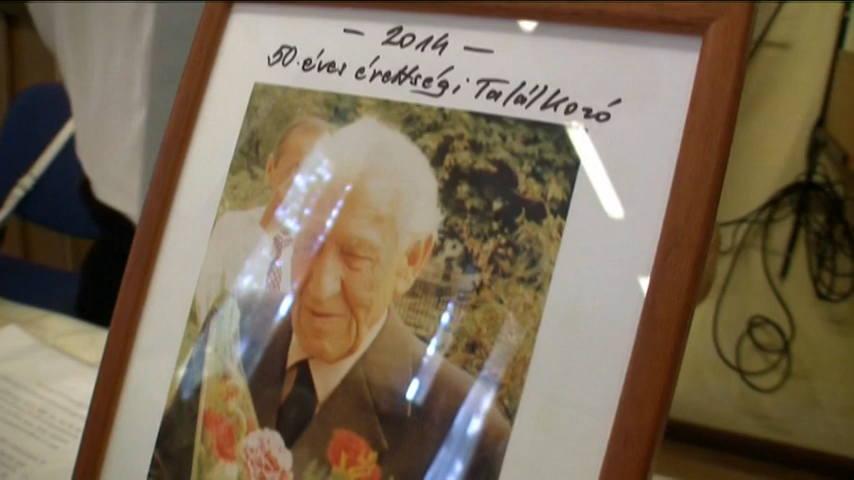 — 2014 —
50 éves érettségi Találkozó